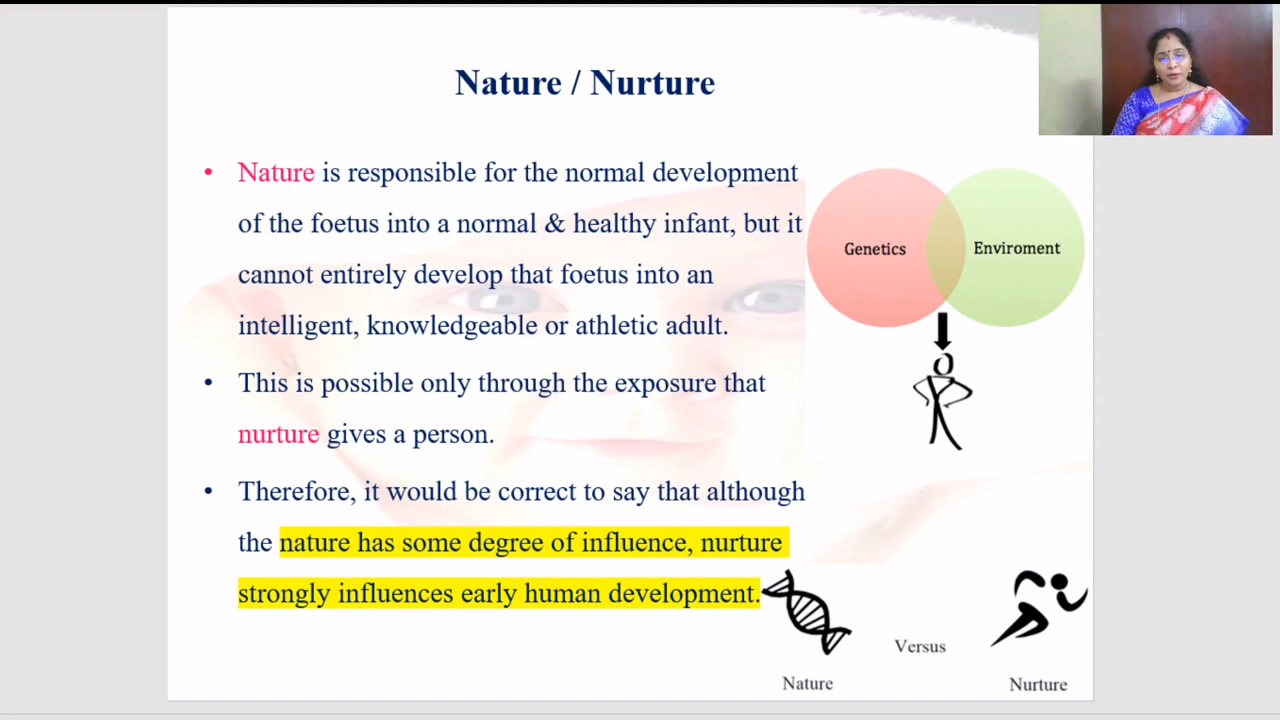 Nature / Nurture
• Nature is responsible for the normal development
of the foetus into a normal & healthy infant, but it
cannot entirely develop that foetus into an
intelligent, knowledgeable or athletic adult.
• This is possible only through the exposure that
nurture gives a person.
• Therefore, it would be correct to say that although
the nature has some degree of influence, nurture
strongly influences early human development.
Genetics
Enviroment
Versus
Nature
Nurture